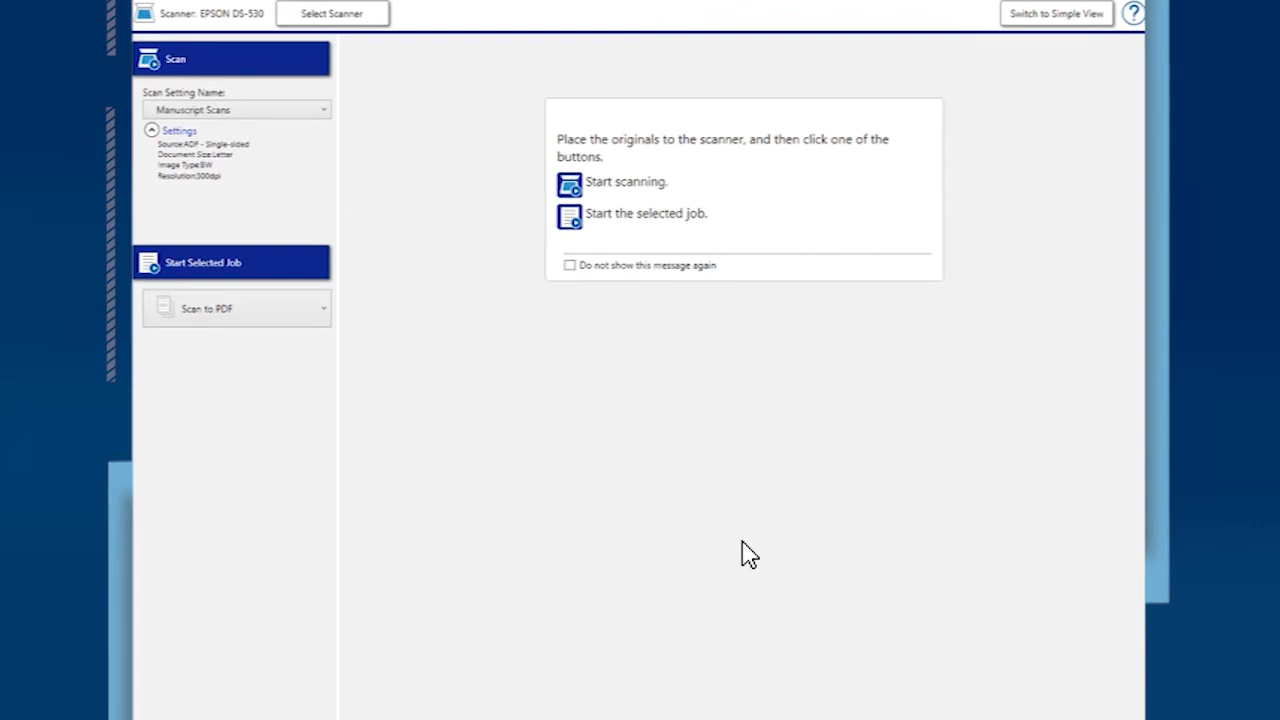 Scanner: EPSON DS-530
Select Scanner
Switch to Simple View
?
Scan
Scan Setting Name:
Manuscript Scans
Settings
Source:ADF - Single-sided
Document Size:Letter
Image Type:BW
Resolution:300dpi
Start Selected Job
Scan to PDF
Place the originals to the scanner, and then click one of the
buttons.
Start scanning.
Start the selected job.
Do not show this message again